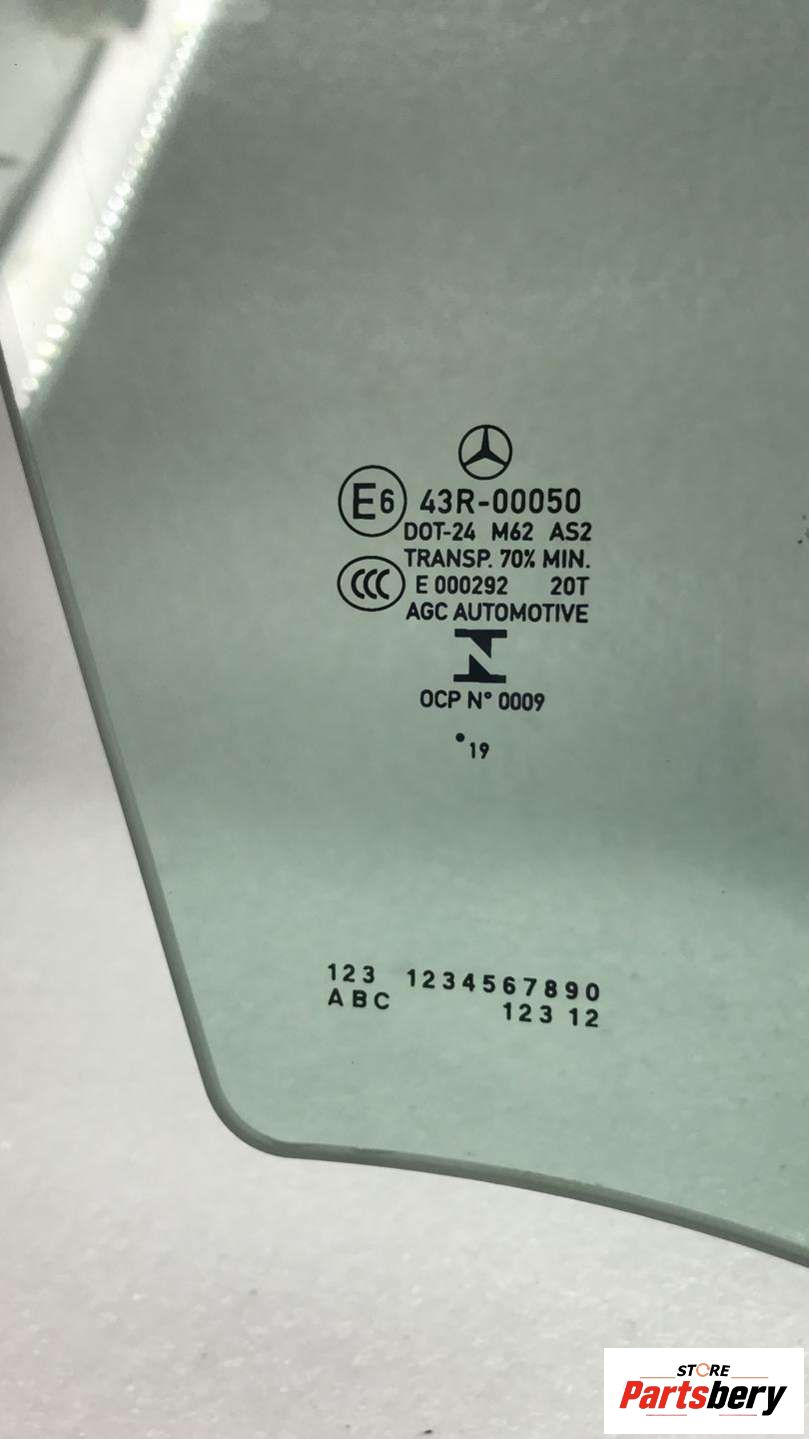 E6 43R-00050
DOT-24 M62 AS2
TRANSP. 70% MIN.
CCC E 000292 20T
AGC AUTOMOTIVE
OCP N° 0009
•19
123 1234567890
ABC 123 12
STORE
Partsbery